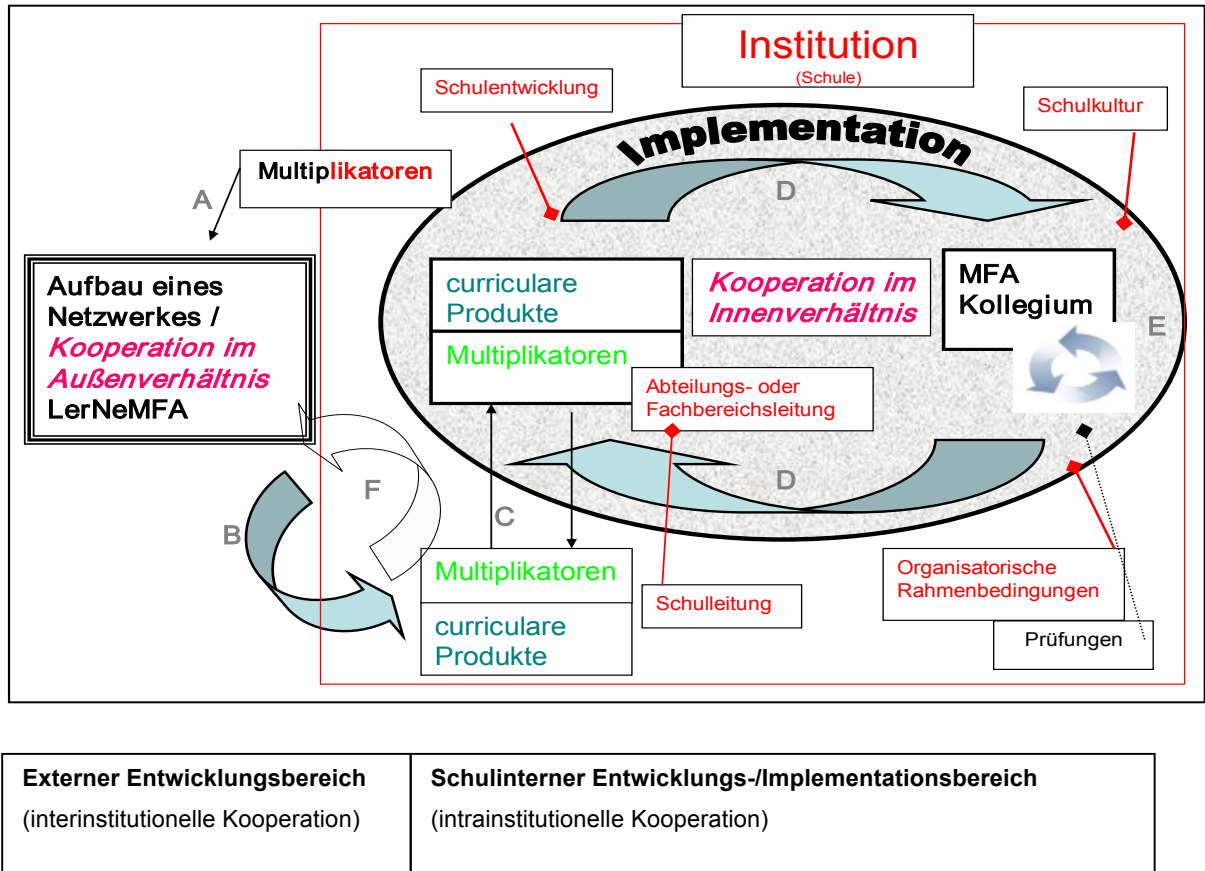 Institution
(Schule)
Schulentwicklung
Schulkultur
Implementation
Multiplikatoren
A
D
Aufbau eines
Netzwerkes /
Kooperation im
Außenverhältnis
LerNeMFA
curriculare
Produkte
Multiplikatoren
Kooperation im
Innenverhältnis
MFA
Kollegium
E
Abteilungs- oder
Fachbereichsleitung
D
F
B
C
Multiplikatoren
curriculare
Produkte
Schulleitung
Organisatorische
Rahmenbedingungen
Prüfungen
Externer Entwicklungsbereich
(interinstitutionelle Kooperation)
Schulinterner Entwicklungs-/Implementationsbereich
(intrainstitutionelle Kooperation)